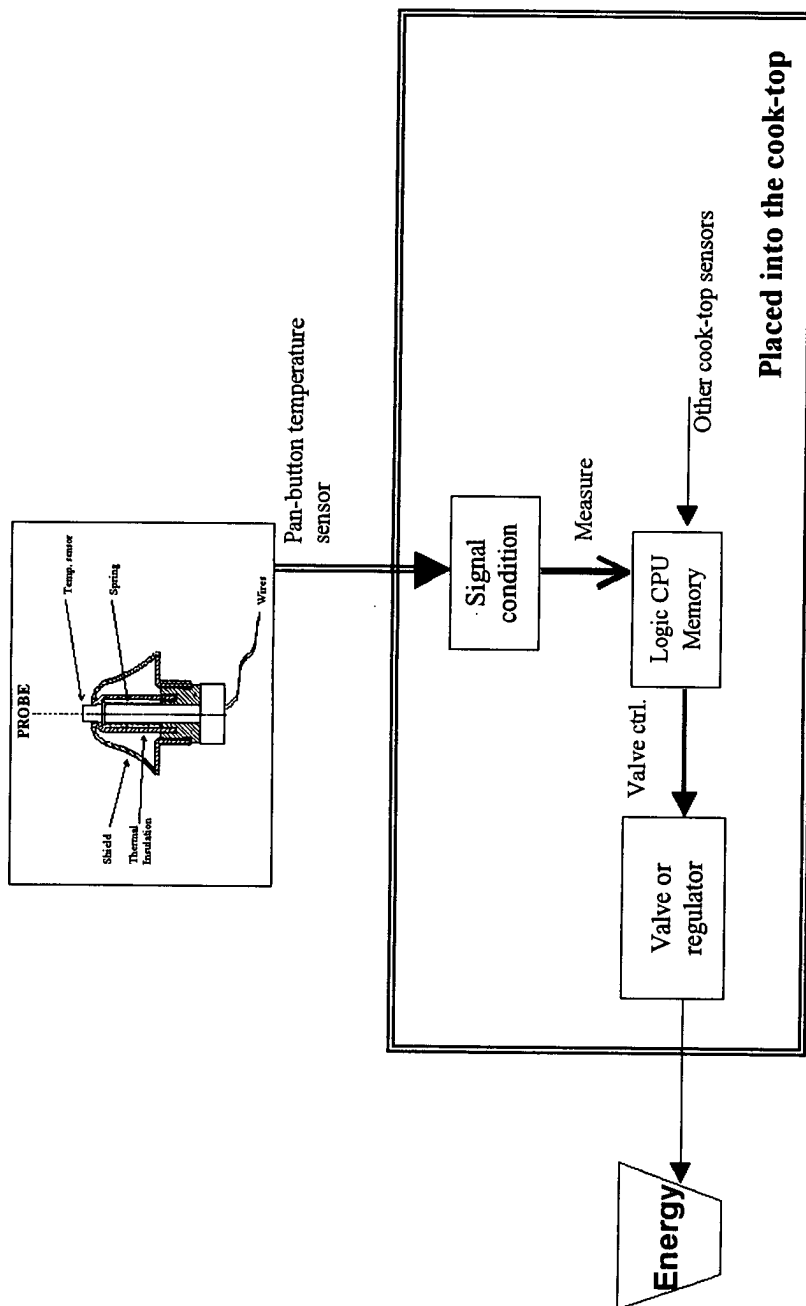 PROBE
Temp. sensor
Spring
Wires
Shield
Thermal
Insulation
Pan-button temperature
sensor
Signal
condition
Measure
Logic CPU
Memory
Other cook-top sensors
Valve ctrl.
Valve or
regulator
Energy
Placed into the cook-top